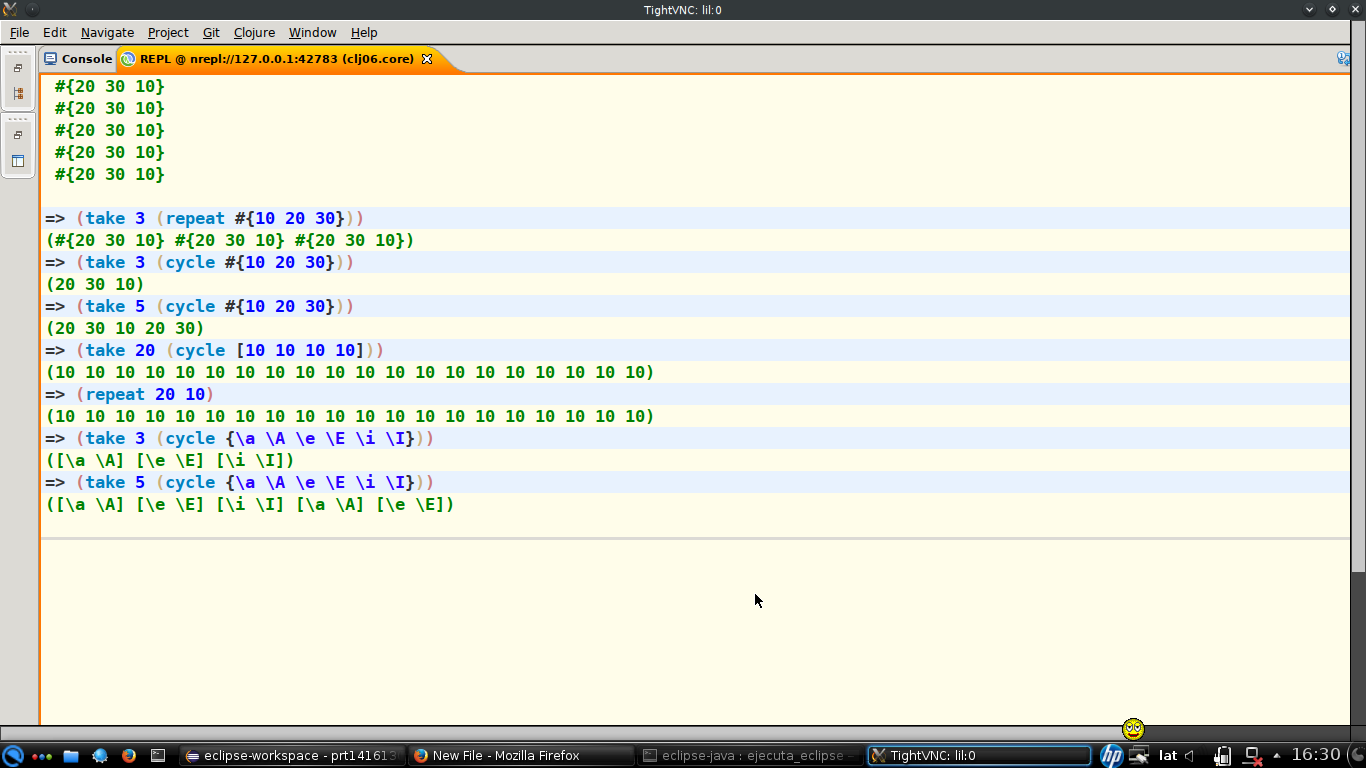 TightVNC: lil:0
File Edit Navigate Project Git Clojure Window Help
Console REPL @ nrepl://127.0.0.1:42783 (clj06.core)
#{20 30 10}
#{20 30 10}
#{20 30 10}
#{20 30 10}
#{20 30 10}
=> (take 3 (repeat #{10 20 30}))
(#{20 30 10} #{20 30 10} #{20 30 10})
=> (take 3 (cycle #{10 20 30}))
(20 30 10)
=> (take 5 (cycle #{10 20 30}))
(20 30 10 20 30)
=> (take 20 (cycle [10 10 10 10]))
(10 10 10 10 10 10 10 10 10 10 10 10 10 10 10 10 10 10 10 10)
=> (repeat 20 10)
(10 10 10 10 10 10 10 10 10 10 10 10 10 10 10 10 10 10 10 10)
=> (take 3 (cycle {\a \A \e \E \i \I}))
([\a \A] [\e \E] [\i \I])
=> (take 5 (cycle {\a \A \e \E \i \I}))
([\a \A] [\e \E] [\i \I] [\a \A] [\e \E])
eclipse-workspace - prt141613 New File - Mozilla Firefox eclipse-java : ejecuta_eclipse - TightVNC: lil:0 hp lat 16:30